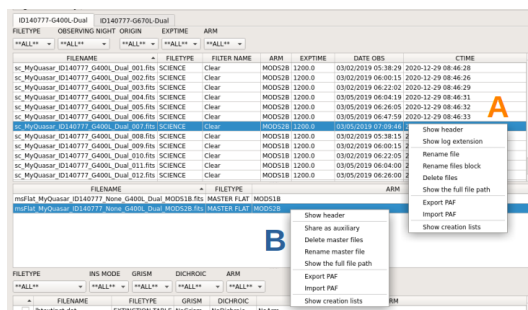 ID140777-G400L-Dual ID140777-G670L-Dual
FILETYPE OBSERVING NIGHT ORIGIN EXPTIME ARM
**ALL** **ALL** **ALL** **ALL** **ALL**
FILENAME FILETYPE FILTER NAME ARM EXPTIME DATE OBS CTIME
sc_MyQuasar_ID140777_G400L_Dual_001.fits SCIENCE Clear MODS2B 1200.0 03/02/2019 05:38:29 2020-12-29 08:46:28
sc_MyQuasar_ID140777_G400L_Dual_002.fits SCIENCE Clear MODS2B 1200.0 03/02/2019 06:00:15 2020-12-29 08:46:26
sc_MyQuasar_ID140777_G400L_Dual_003.fits SCIENCE Clear MODS2B 1200.0 03/02/2019 06:22:02 2020-12-29 08:46:29
sc_MyQuasar_ID140777_G400L_Dual_004.fits SCIENCE Clear MODS2B 1200.0 03/05/2019 06:04:19 2020-12-29 08:46:31
sc_MyQuasar_ID140777_G400L_Dual_005.fits SCIENCE Clear MODS2B 1200.0 03/05/2019 06:26:05 2020-12-29 08:46:32
sc_MyQuasar_ID140777_G400L_Dual_006.fits SCIENCE Clear MODS2B 1200.0 03/05/2019 06:47:59 2020-12-29 08:46:33
sc_MyQuasar_ID140777_G400L_Dual_007.fits SCIENCE Clear MODS2B 1200.0 03/05/2019 07:09:46
sc_MyQuasar_ID140777_G400L_Dual_008.fits SCIENCE Clear MODS1B 1200.0 03/02/2019 05:38:15 2
sc_MyQuasar_ID140777_G400L_Dual_009.fits SCIENCE Clear MODS1B 1200.0 03/02/2019 06:00:15 2
sc_MyQuasar_ID140777_G400L_Dual_010.fits SCIENCE Clear MODS1B 1200.0 03/02/2019 06:22:05 2
sc_MyQuasar_ID140777_G400L_Dual_011.fits SCIENCE Clear MODS1B 1200.0 03/05/2019 06:04:00 2
sc_MyQuasar_ID140777_G400L_Dual_012.fits SCIENCE Clear MODS1B 1200.0 03/05/2019 06:26:00 2
A
Show header
Show log extension
Rename file
Rename files block
Delete files
Show the full file path
Export PAF
Import PAF
Show creation lists
FILENAME FILETYPE ARM
msFlat_MyQuasar_ID140777_None_G400L_Dual_MODS1B.fits MASTER FLAT MODS1B
msFlat_MyQuasar_ID140777_None_G400L_Dual_MODS2B.fits MASTER FLAT MODS2B
B
Show header
Share as auxiliary
Delete master files
Rename master file
Show the full file path
Export PAF
Import PAF
Show creation lists
FILETYPE INS MODE GRISM DICHROIC ARM
**ALL** **ALL** **ALL** **ALL** **ALL**
FILENAME FILETYPE GRISM DICHROIC RM